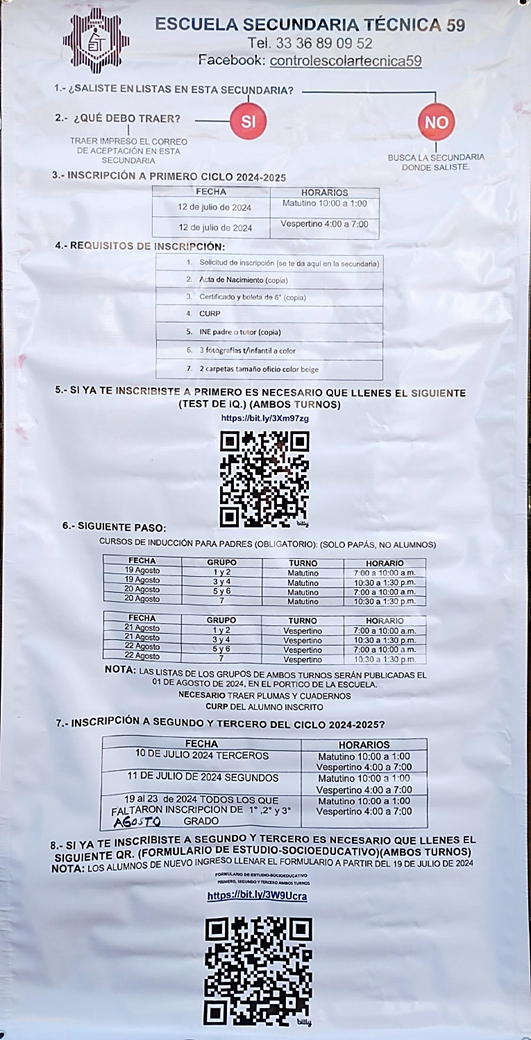 ESCUELA SECUNDARIA TÉCNICA 59
Tel. 33 36 89 09 52
Facebook: controlescolartecnica59
1.- ¿SALISTE EN LISTAS EN ESTA SECUNDARIA?
2.- ¿QUÉ DEBO TRAER? SI NO
TRAER IMPRESO EL CORREO
DE ACEPTACIÓN EN ESTA
SECUNDARIA
BUSCA LA SECUNDARIA
DONDE SALISTE.
3.- INSCRIPCIÓN A PRIMERO CICLO 2024-2025
FECHA HORARIOS
12 de julio de 2024 Matutino 10:00 a 1:00
12 de julio de 2024 Vespertino 4:00 a 7:00
4.- REQUISITOS DE INSCRIPCIÓN:
1. Solicitud de inscripción (se te da aquí en la secundaria)
2. Acta de Nacimiento (copia)
3. Certificado y boleta de 6° (copia)
4. CURP
5. INE padre o tutor (copia)
6. 3 fotografías t/infantil a color
7. 2 carpetas tamaño oficio color beige
5.- SI YA TE INSCRIBISTE A PRIMERO ES NECESARIO QUE LLENES EL SIGUIENTE
(TEST DE IQ.) (AMBOS TURNOS)
https://bit.ly/3Xm97zg
bitly
6.- SIGUIENTE PASO:
CURSOS DE INDUCCIÓN PARA PADRES (OBLIGATORIO): (SOLO PAPÁS, NO ALUMNOS)
FECHA GRUPO TURNO HORARIO
19 Agosto 1 y 2 Matutino 7:00 a 10:00 a.m.
19 Agosto 3 y 4 Matutino 10:30 a 1:30 p.m.
20 Agosto 5 y 6 Matutino 7:00 a 10:00 a.m.
20 Agosto 7 Matutino 10:30 a 1:30 p.m.
FECHA GRUPO TURNO HORARIO
21 Agosto 1 y 2 Vespertino 7:00 a 10:00 a.m.
21 Agosto 3 y 4 Vespertino 10:30 a 1:30 p.m.
22 Agosto 5 y 6 Vespertino 7:00 a 10:00 a.m.
22 Agosto 7 Vespertino 10:30 a 1:30 p.m.
NOTA: LAS LISTAS DE LOS GRUPOS DE AMBOS TURNOS SERÁN PUBLICADAS EL
01 DE AGOSTO DE 2024, EN EL PORTICO DE LA ESCUELA.
NECESARIO TRAER PLUMAS Y CUADERNOS
CURP DEL ALUMNO INSCRITO
7.- INSCRIPCIÓN A SEGUNDO Y TERCERO DEL CICLO 2024-2025?
FECHA HORARIOS
10 DE JULIO 2024 TERCEROS Matutino 10:00 a 1:00
Vespertino 4:00 a 7:00
11 DE JULIO DE 2024 SEGUNDOS Matutino 10:00 a 1:00
Vespertino 4:00 a 7:00
19 al 23 de 2024 TODOS LOS QUE Matutino 10:00 a 1:00
FALTARON INSCRIPCION DE 1° ,2° y 3° Vespertino 4:00 a 7:00
AGOSTO GRADO
8.- SI YA TE INSCRIBISTE A SEGUNDO Y TERCERO ES NECESARIO QUE LLENES EL
SIGUIENTE QR. (FORMULARIO DE ESTUDIO-SOCIOEDUCATIVO)(AMBOS TURNOS)
NOTA: LOS ALUMNOS DE NUEVO INGRESO LLENAR EL FORMULARIO A PARTIR DEL 19 DE JULIO DE 2024
FORMULARIO DE ESTUDIO-SOCIOEDUCATIVO
PRIMERO, SEGUNDO Y TERCERO AMBOS TURNOS
https://bit.ly/3W9Ucra
bitly